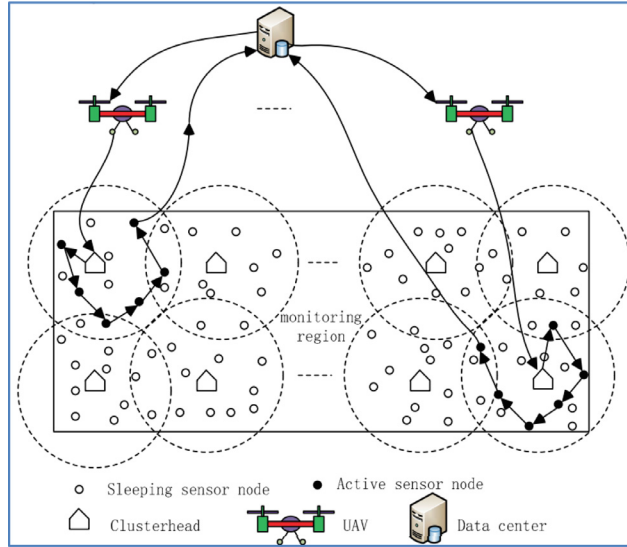 monitoring
region
Sleeping sensor node
Active sensor node
Clusterhead
UAV
Data center